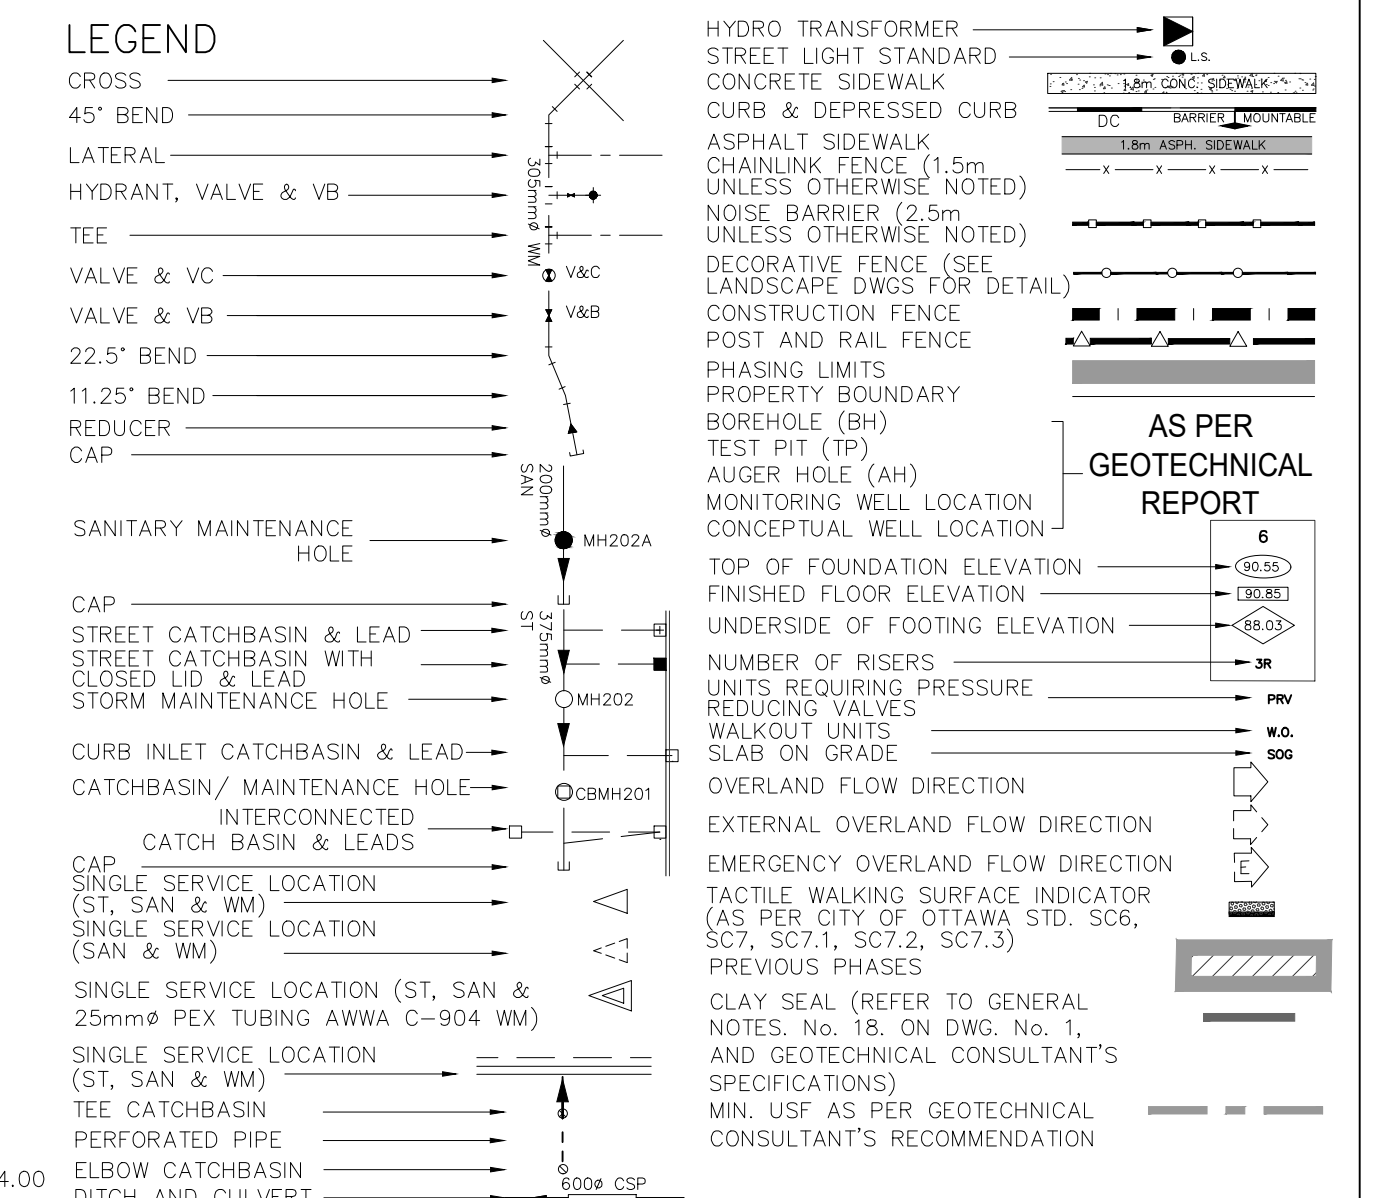 LEGEND
CROSS
45° BEND
LATERAL
HYDRANT, VALVE & VB
TEE
VALVE & VC
VALVE & VB
22.5° BEND
11.25° BEND
REDUCER
CAP
SANITARY MAINTENANCE
HOLE
CAP
STREET CATCHBASIN & LEAD
STREET CATCHBASIN WITH
CLOSED LID & LEAD
STORM MAINTENANCE HOLE
CURB INLET CATCHBASIN & LEAD
CATCHBASIN/ MAINTENANCE HOLE
INTERCONNECTED
CATCH BASIN & LEADS
CAP
SINGLE SERVICE LOCATION
(ST, SAN & WM)
SINGLE SERVICE LOCATION
(SAN & WM)
SINGLE SERVICE LOCATION (ST, SAN &
25mmø PEX TUBING AWWA C-904 WM)
SINGLE SERVICE LOCATION
(ST, SAN & WM)
TEE CATCHBASIN
PERFORATED PIPE
ELBOW CATCHBASIN
DITCH AND CULVERT
4.00
305mmø WM
V&C
V&B
200mmø
SAN
MH202A
375mmø
ST
MH202
CBMH201
600ø CSP
HYDRO TRANSFORMER
STREET LIGHT STANDARD
L.S.
CONCRETE SIDEWALK
1.8m CONC. SIDEWALK
CURB & DEPRESSED CURB
DC
BARRIER
MOUNTABLE
ASPHALT SIDEWALK
1.8m ASPH. SIDEWALK
CHAINLINK FENCE (1.5m
UNLESS OTHERWISE NOTED)
X X X X
NOISE BARRIER (2.5m
UNLESS OTHERWISE NOTED)
DECORATIVE FENCE (SEE
LANDSCAPE DWGS FOR DETAIL)
CONSTRUCTION FENCE
POST AND RAIL FENCE
PHASING LIMITS
PROPERTY BOUNDARY
BOREHOLE (BH)
TEST PIT (TP)
AUGER HOLE (AH)
MONITORING WELL LOCATION
CONCEPTUAL WELL LOCATION
AS PER
GEOTECHNICAL
REPORT
6
TOP OF FOUNDATION ELEVATION
90.55
FINISHED FLOOR ELEVATION
90.85
UNDERSIDE OF FOOTING ELEVATION
88.03
NUMBER OF RISERS
3R
UNITS REQUIRING PRESSURE
REDUCING VALVES
PRV
WALKOUT UNITS
W.O.
SLAB ON GRADE
SOG
OVERLAND FLOW DIRECTION
EXTERNAL OVERLAND FLOW DIRECTION
EMERGENCY OVERLAND FLOW DIRECTION
E
TACTILE WALKING SURFACE INDICATOR
(AS PER CITY OF OTTAWA STD. SC6,
SC7, SC7.1, SC7.2, SC7.3)
PREVIOUS PHASES
CLAY SEAL (REFER TO GENERAL
NOTES. No. 18. ON DWG. No. 1,
AND GEOTECHNICAL CONSULTANT'S
SPECIFICATIONS)
MIN. USF AS PER GEOTECHNICAL
CONSULTANT'S RECOMMENDATION